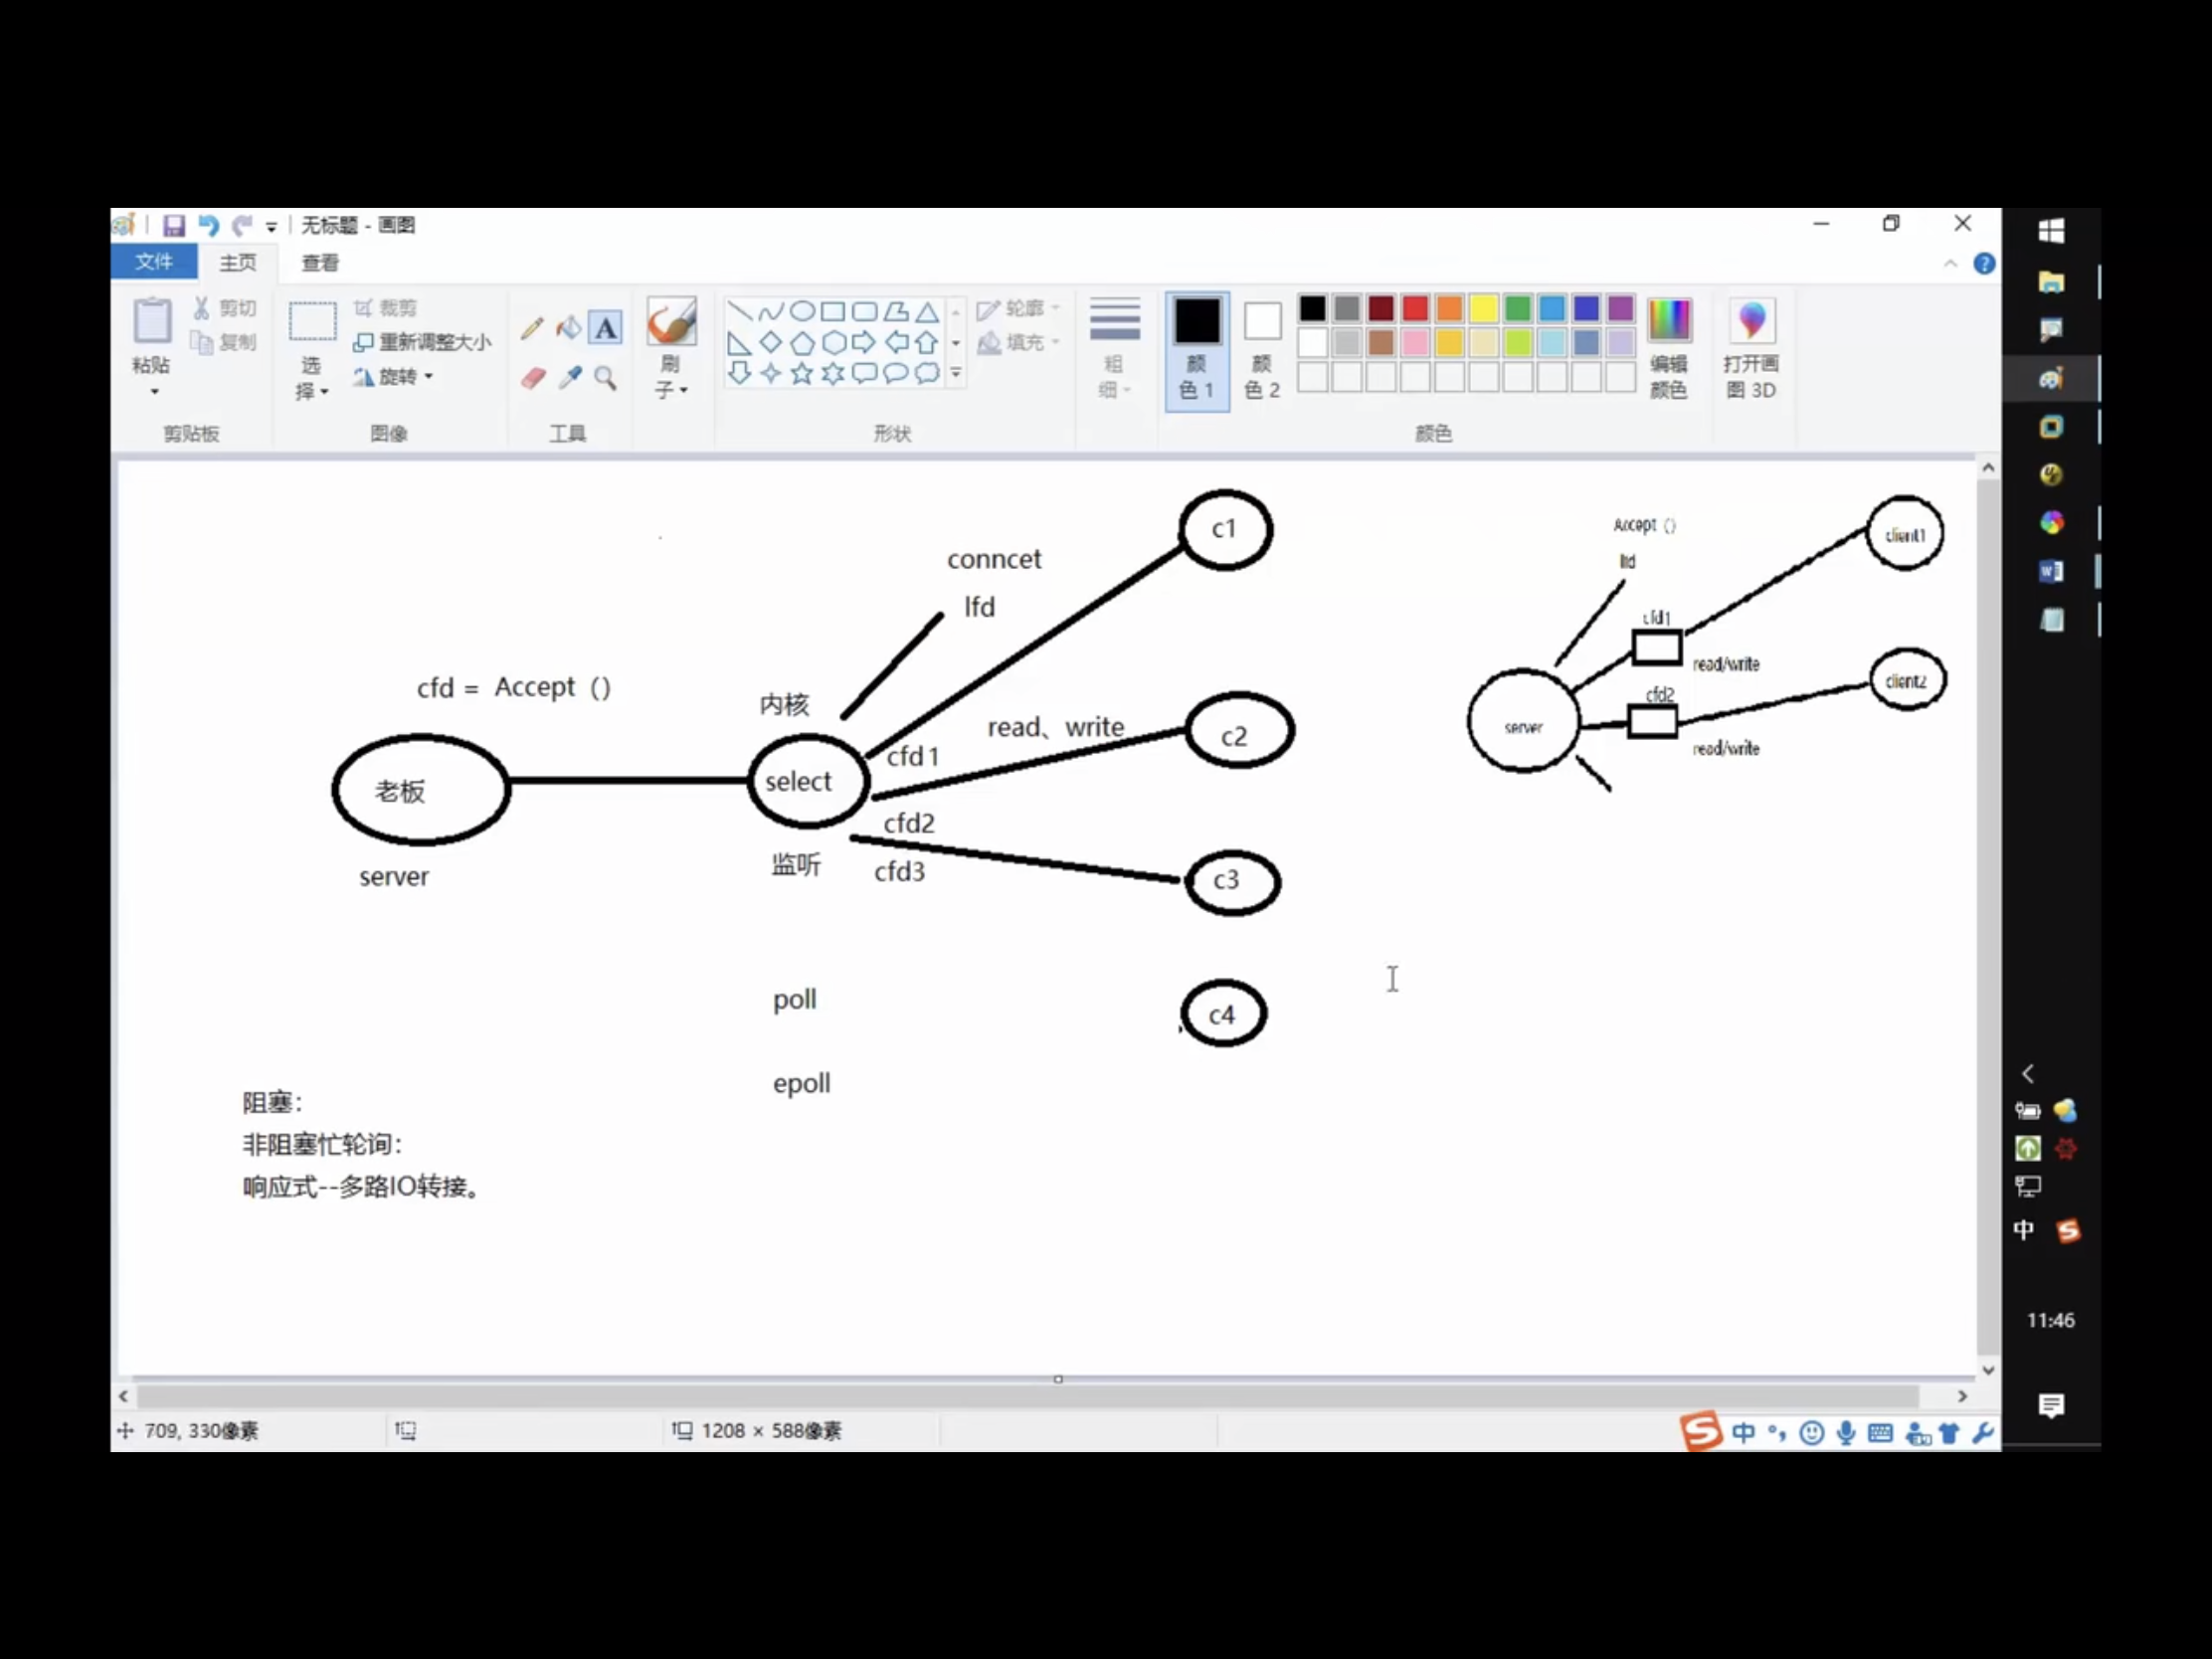 无标题 - 画图
文件 主页 查看
粘贴
剪切
复制
剪贴板
选择
裁剪
重新调整大小
旋转
图像
A
工具
刷子
形状
轮廓
填充
粗细
颜色 1
颜色 2
颜色
编辑颜色
打开画图 3D
c1
conncet
lfd
cfd = Accept ()
内核
老板
select
server
监听
cfd1
read、write
c2
cfd2
cfd3
c3
poll
c4
epoll
阻塞：
非阻塞忙轮询：
响应式--多路IO转接。
Accept ()
lfd
client1
cfd1
read/write
cfd2
client2
server
read/write
709, 330像素
1208 × 588像素
中
中
11:46